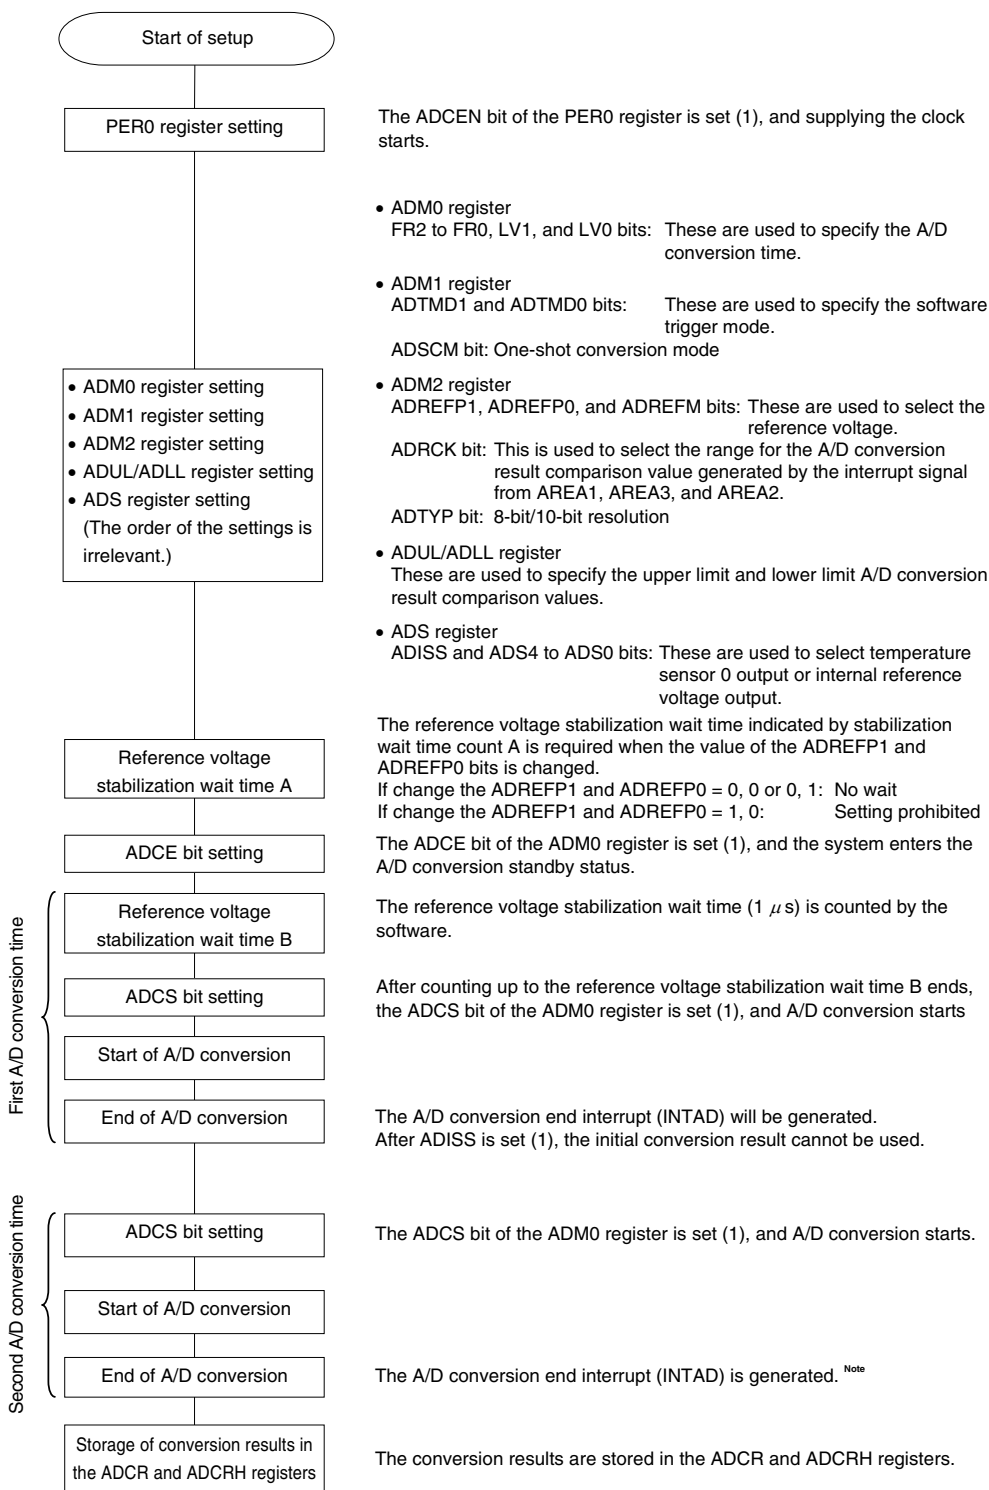 Start of setup
PER0 register setting
The ADCEN bit of the PER0 register is set (1), and supplying the clock
starts.
• ADM0 register
FR2 to FR0, LV1, and LV0 bits: These are used to specify the A/D
conversion time.
• ADM1 register
ADTMD1 and ADTMD0 bits: These are used to specify the software
trigger mode.
ADSCM bit: One-shot conversion mode
• ADM0 register setting
• ADM1 register setting
• ADM2 register setting
• ADUL/ADLL register setting
• ADS register setting
(The order of the settings is
irrelevant.)
• ADM2 register
ADREFP1, ADREFP0, and ADREFM bits: These are used to select the
reference voltage.
ADRCK bit: This is used to select the range for the A/D conversion
result comparison value generated by the interrupt signal
from AREA1, AREA3, and AREA2.
ADTYP bit: 8-bit/10-bit resolution
• ADUL/ADLL register
These are used to specify the upper limit and lower limit A/D conversion
result comparison values.
• ADS register
ADISS and ADS4 to ADS0 bits: These are used to select temperature
sensor 0 output or internal reference
voltage output.
Reference voltage
stabilization wait time A
The reference voltage stabilization wait time indicated by stabilization
wait time count A is required when the value of the ADREFP1 and
ADREFP0 bits is changed.
If change the ADREFP1 and ADREFP0 = 0, 0 or 0, 1: No wait
If change the ADREFP1 and ADREFP0 = 1, 0: Setting prohibited
ADCE bit setting
The ADCE bit of the ADM0 register is set (1), and the system enters the
A/D conversion standby status.
First A/D conversion time
Reference voltage
stabilization wait time B
The reference voltage stabilization wait time (1 μs) is counted by the
software.
ADCS bit setting
After counting up to the reference voltage stabilization wait time B ends,
the ADCS bit of the ADM0 register is set (1), and A/D conversion starts
Start of A/D conversion
End of A/D conversion
The A/D conversion end interrupt (INTAD) will be generated.
After ADISS is set (1), the initial conversion result cannot be used.
Second A/D conversion time
ADCS bit setting
The ADCS bit of the ADM0 register is set (1), and A/D conversion starts.
Start of A/D conversion
End of A/D conversion
The A/D conversion end interrupt (INTAD) is generated. Note
Storage of conversion results in
the ADCR and ADCRH registers
The conversion results are stored in the ADCR and ADCRH registers.